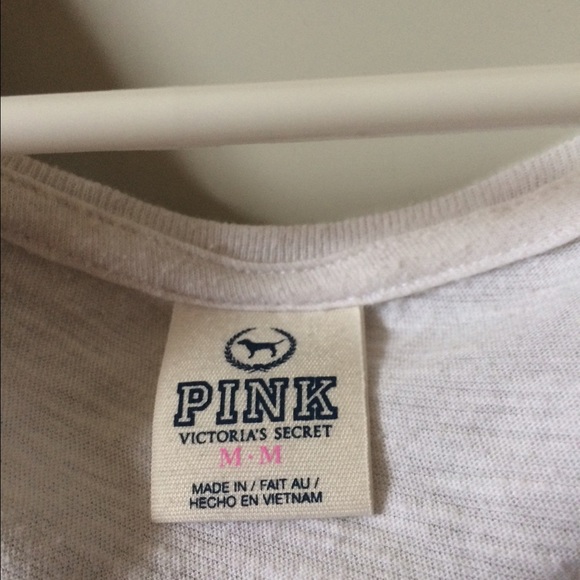 PINK
VICTORIA'S SECRET
M · M
MADE IN / FAIT AU /
HECHO EN VIETNAM